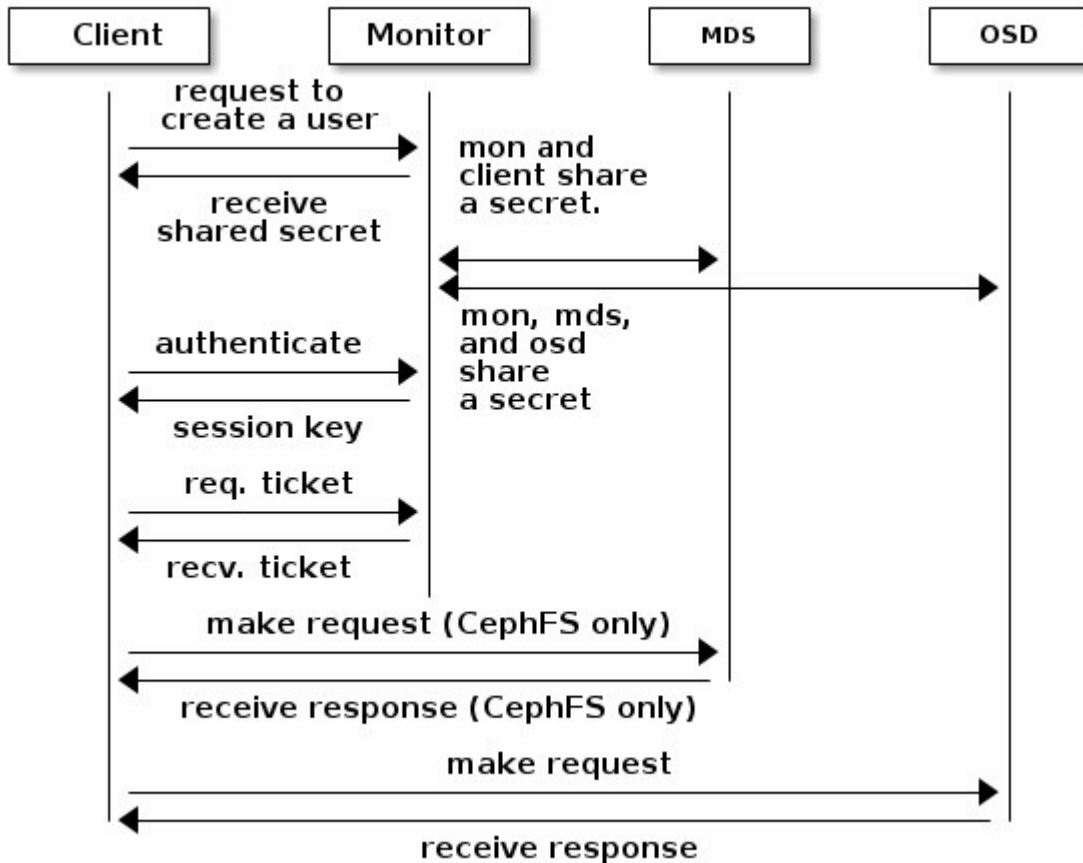 Client
Monitor
MDS
OSD
request to
create a user
mon and
client share
a secret.
receive
shared secret
mon, mds,
and osd
share
a secret
authenticate
session key
req. ticket
recv. ticket
make request (CephFS only)
receive response (CephFS only)
make request
receive response